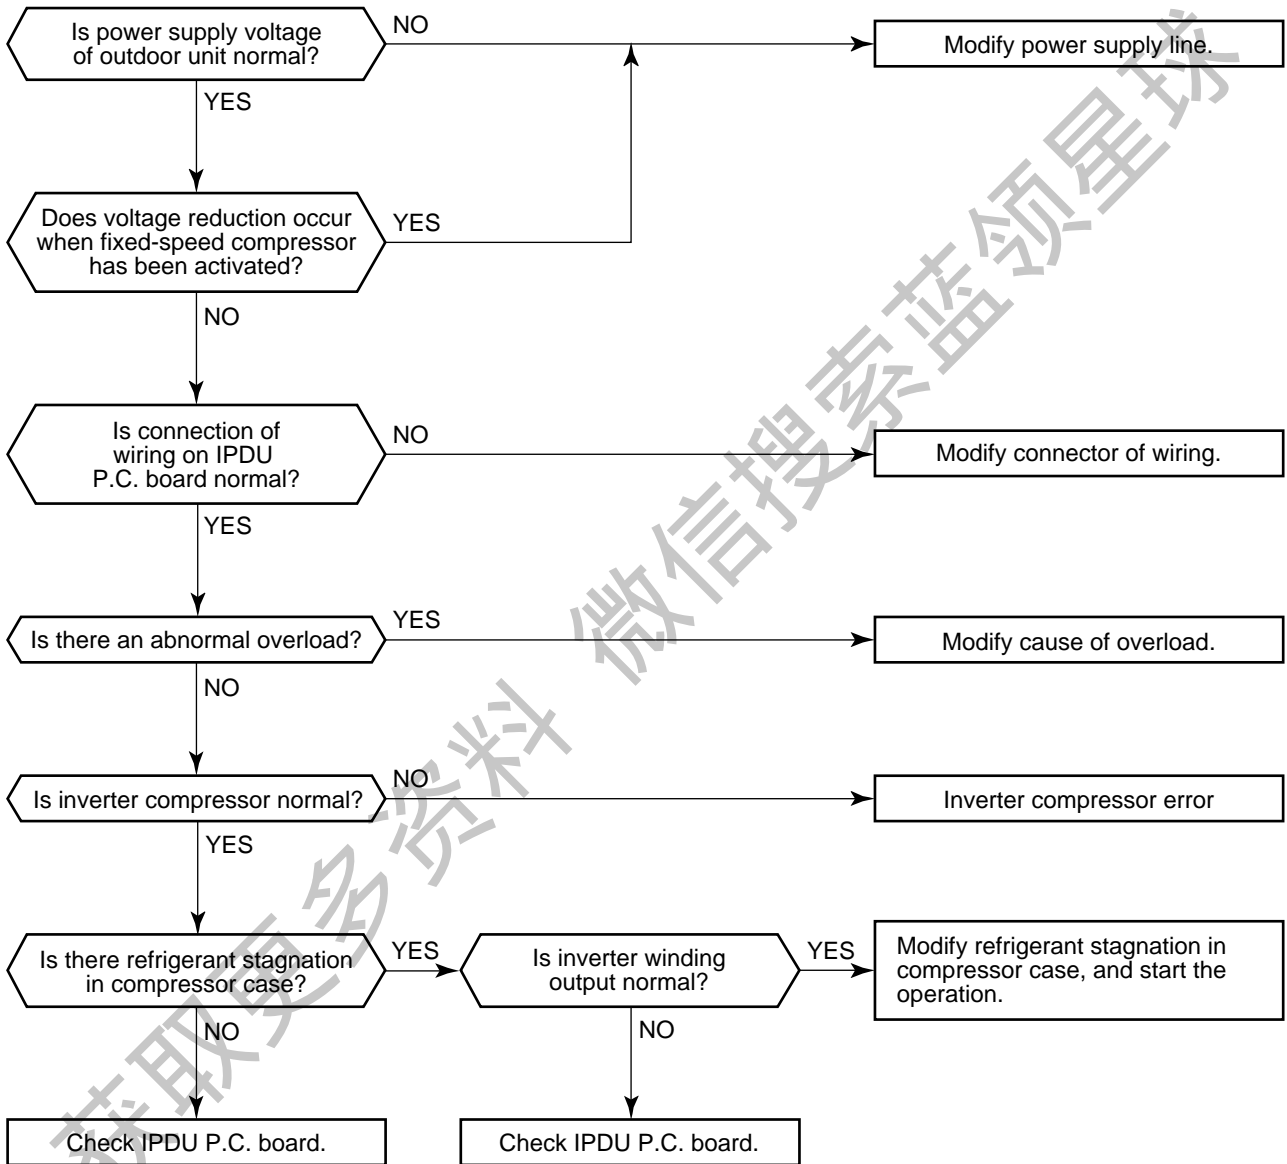 Is power supply voltage
of outdoor unit normal?
NO
Modify power supply line.
YES
Does voltage reduction occur
when fixed-speed compressor
has been activated?
YES
NO
Is connection of
wiring on IPDU
P.C. board normal?
NO
Modify connector of wiring.
YES
Is there an abnormal overload?
YES
Modify cause of overload.
NO
Is inverter compressor normal?
NO
Inverter compressor error
YES
Is there refrigerant stagnation
in compressor case?
YES
Is inverter winding
output normal?
YES
Modify refrigerant stagnation in
compressor case, and start the
operation.
NO
NO
Check IPDU P.C. board.
Check IPDU P.C. board.
获取更多资料 微信搜索蓝领星球